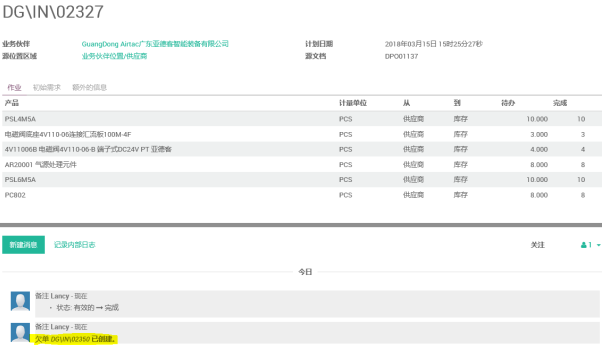 DG\IN\02327
业务伙伴 GuangDong Airtac广东亚德客智能装备有限公司 计划日期 2018年03月15日 15时25分27秒
源位置区域 业务伙伴位置/供应商 源文档 DPO01137
作业 初始需求 额外的信息
产品 计量单位 从 到 待办 完成
PSL4M5A PCS 供应商 库存 10.000 10
电磁阀底座4V110-06连接汇流板100M-4F PCS 供应商 库存 3.000 3
4V11006B 电磁阀4V110-06-B 端子式DC24V PT 亚德客 PCS 供应商 库存 4.000 4
AR20001 气源处理元件 PCS 供应商 库存 8.000 8
PSL6M5A PCS 供应商 库存 10.000 10
PC802 PCS 供应商 库存 8.000 8
新建消息 记录内部日志 关注 1
今日
备注 Lancy - 现在
• 状态: 有效的 → 完成
备注 Lancy - 现在
欠单 DG\IN\02350 已创建。